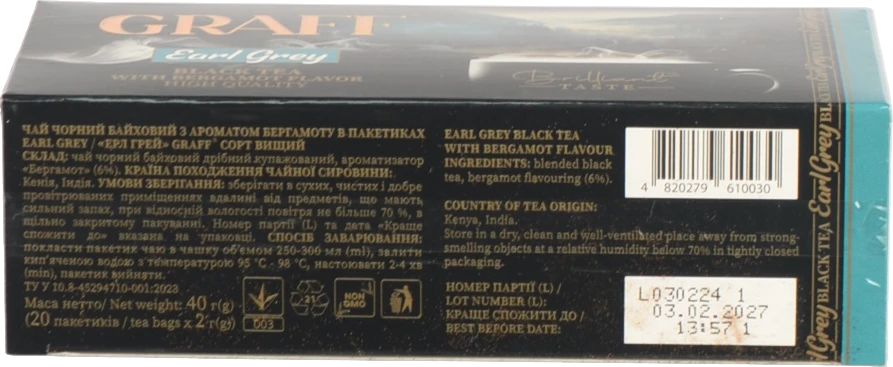 GRAFF
Earl Grey
BLACK TEA
WITH BERGAMOT FLAVOR
HIGH QUALITY
Brilliant
TASTE
ЧАЙ ЧОРНИЙ БАЙХОВИЙ З АРОМАТОМ БЕРГАМОТУ В ПАКЕТИКАХ
EARL GREY / «ЕРЛ ГРЕЙ» GRAFF® СОРТ ВИЩИЙ
СКЛАД: чай чорний байховий дрібний купажований, ароматизатор
«Бергамот» (6%). КРАЇНА ПОХОДЖЕННЯ ЧАЙНОЇ СИРОВИНИ:
Кенія, Індія. УМОВИ ЗБЕРІГАННЯ: зберігати в сухих, чистих і добре
провітрюваних приміщеннях вдалині від предметів, що мають
сильний запах, при відносній вологості повітря не більше 70 %, в
щільно закритому пакуванні. Номер партії (L) та дата «Краще
спожити до» вказана на упаковці. СПОСІБ ЗАВАРЮВАННЯ:
покласти пакетик чаю в чашку об'ємом 250-300 мл (ml), залити
кип'яченою водою з температурою 95 °C - 98 °C, настоювати 2-4 хв
(min), пакетик вийняти.
ТУ У 10.8-45294710-001:2023
Маса нетто/ Net weight: 40 г(g)
(20 пакетиків / tea bags x 2 г(g))
D03
21
NON
GMO
EARL GREY BLACK TEA
WITH BERGAMOT FLAVOUR
INGREDIENTS: blended black
tea, bergamot flavouring (6%).
COUNTRY OF TEA ORIGIN:
Kenya, India.
Store in a dry, clean and well-ventilated place away from strong-
smelling objects at a relative humidity below 70% in tightly closed
packaging.
4 820279 610030
НОМЕР ПАРТІЇ (L) /
LOT NUMBER (L):
КРАЩЕ СПОЖИТИ ДО /
BEST BEFORE DATE:
L030224 1
03.02.2027
13:57 1
Earl Grey BLACK TEA Earl Grey BLACK